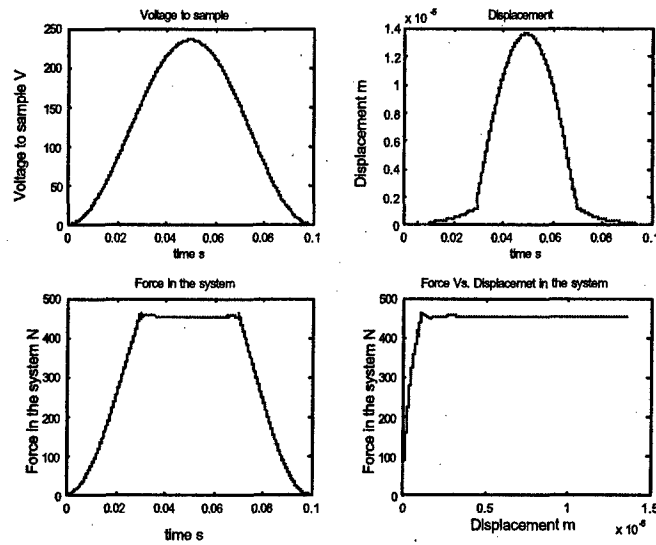 Voltage to sample
250
200
150
100
50
0
Voltage to sample V
0 0.02 0.04 0.06 0.08 0.1
time s
Displacement
x 10⁻⁵
1.4
1.2
1
0.8
0.6
0.4
0.2
0
Displacement m
0 0.02 0.04 0.06 0.08 0.1
time s
Force in the system
500
400
300
200
100
0
Force in the system N
0 0.02 0.04 0.06 0.08 0.1
time s
Force Vs. Displacemet in the system
500
400
300
200
100
0
Force in the system N
0 0.5 1 1.5
x 10⁻⁵
Displacement m